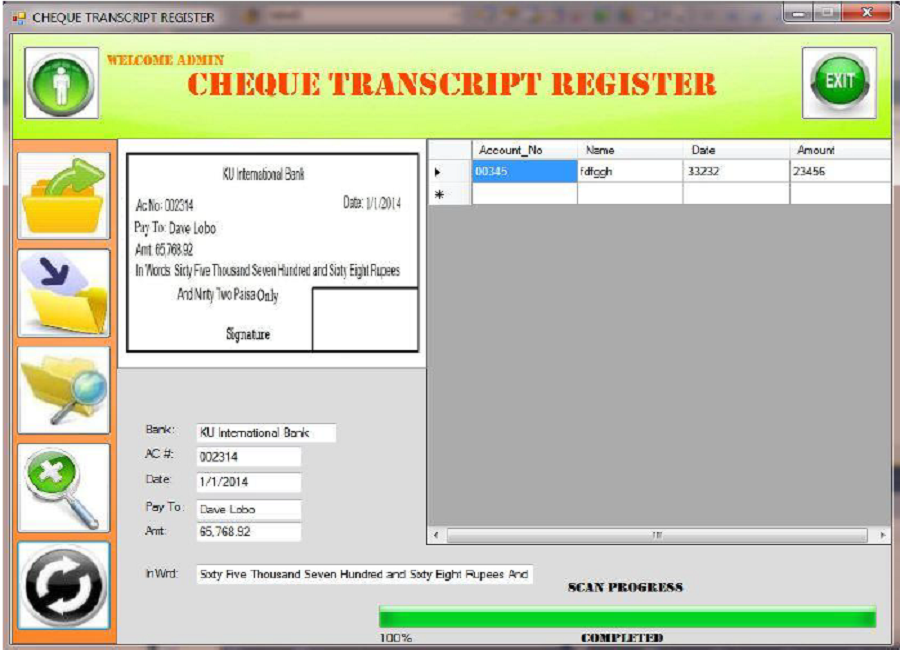 CHEQUE TRANSCRIPT REGISTER
WELCOME ADMIN
CHEQUE TRANSCRIPT REGISTER
EXIT
KU International Bank
Ac No: 002314 Date: 1/1/2014
Pay To: Dave Lobo
Amt: 65,768.92
In Words: Sixty Five Thousand Seven Hundred and Sixty Eight Rupees
And Ninty Two Paisa Only
Signature
Account_No Name Date Amount
00345 fdfggh 33232 23456
Bank: KU International Bank
AC #: 002314
Date: 1/1/2014
Pay To: Dave Lobo
Amt: 65,768.92
In Wrd: Sixty Five Thousand Seven Hundred and Sixty Eight Rupees And
SCAN PROGRESS
100% COMPLETED